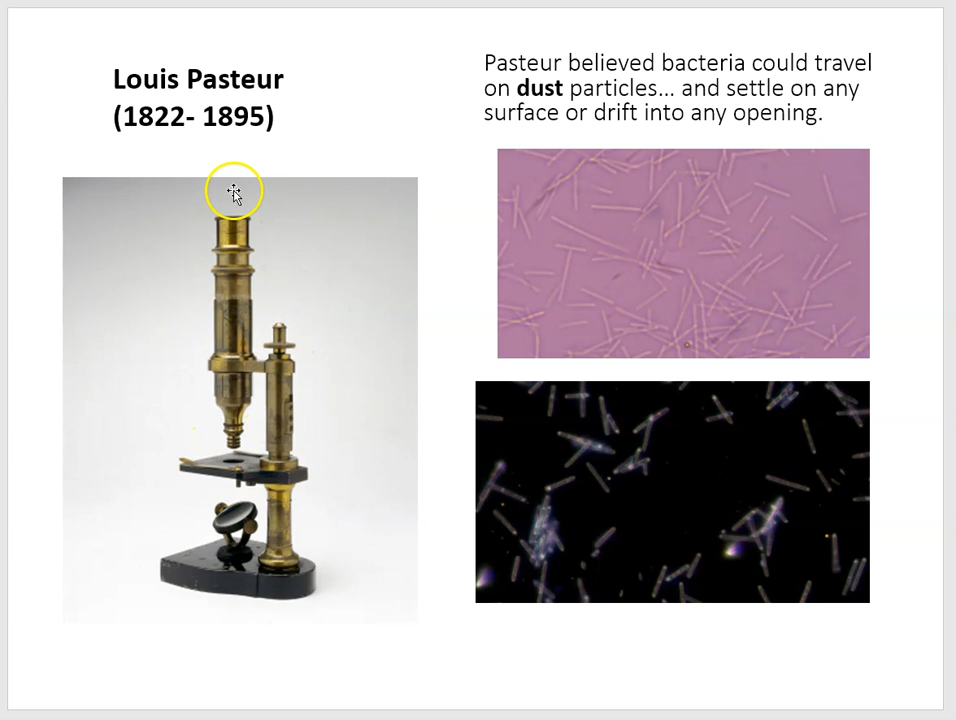 Louis Pasteur
(1822- 1895)
Pasteur believed bacteria could travel
on dust particles... and settle on any
surface or drift into any opening.